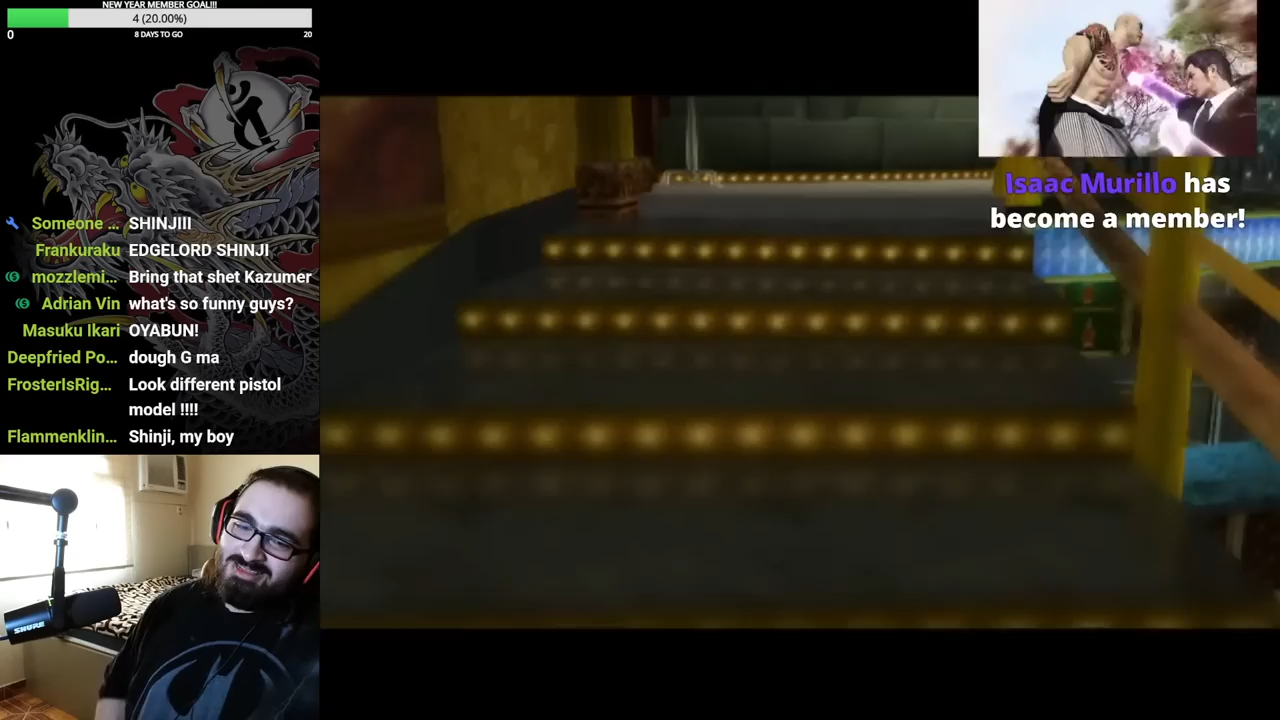 NEW YEAR MEMBER GOAL!!!
4 (20.00%)
0
8 DAYS TO GO
20
Someone ... SHINJIII
Frankuraku EDGELORD SHINJI
mozzlemi... Bring that shet Kazumer
Adrian Vin what's so funny guys?
Masuku Ikari OYABUN!
Deepfried Po... dough G ma
FrosterIsRig... Look different pistol
model !!!!
Flammenklin... Shinji, my boy
SHURE
Isaac Murillo has
become a member!